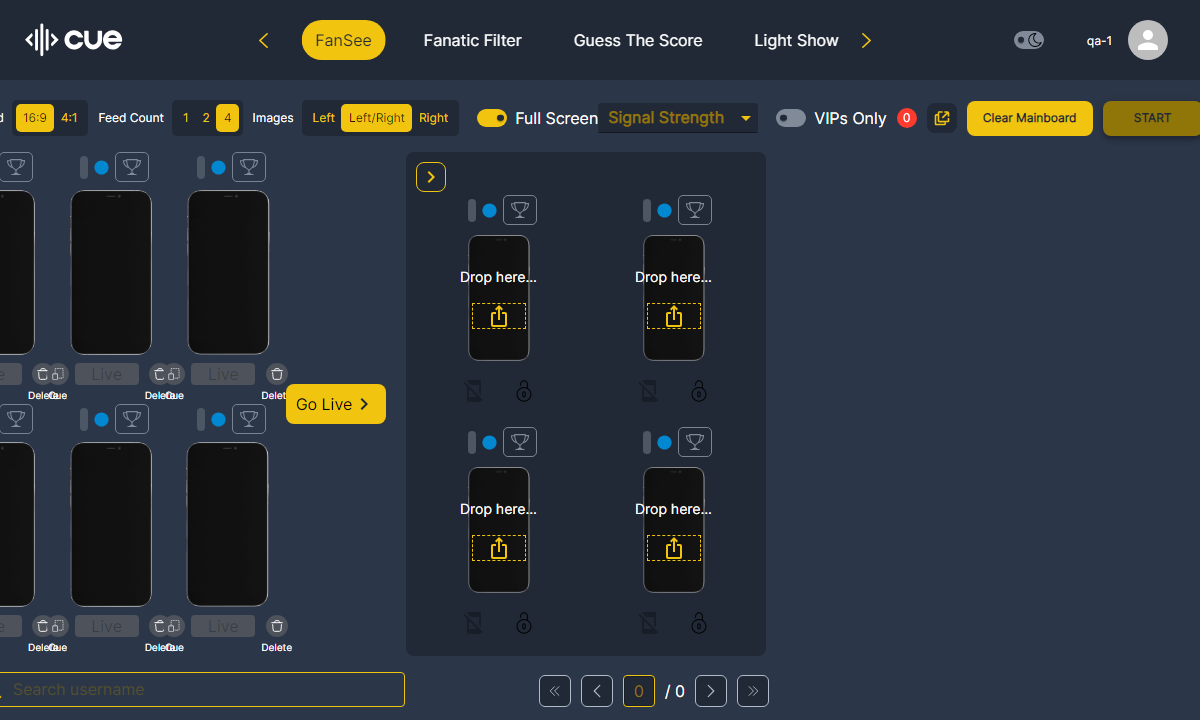 cue
FanSee
Fanatic Filter
Guess The Score
Light Show
qa-1
d
16:9
4:1
Feed Count
1
2
4
Images
Left
Left/Right
Right
Full Screen
Signal Strength
VIPs Only
0
Clear Mainboard
START
e
Live
Live
Delete
Cue
Delete
Cue
Delete
Go Live
Drop here...
Drop here...
Drop here...
Drop here...
e
Live
Live
Delete
Cue
Delete
Cue
Delete
Search username
0
/ 0